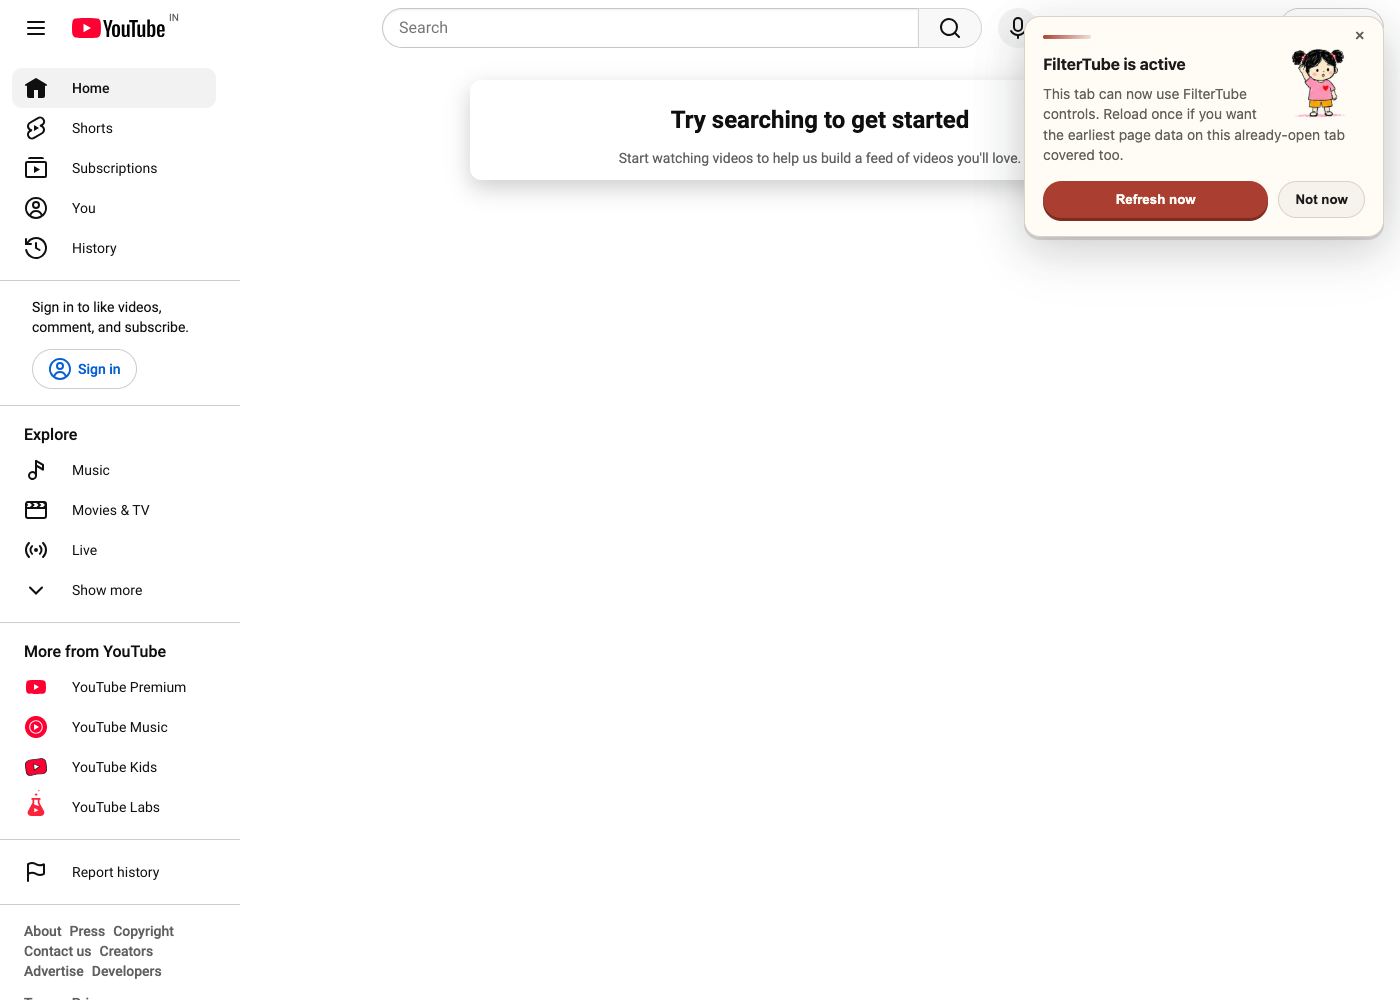 YouTube IN
Search
Home
Shorts
Subscriptions
You
History
Sign in to like videos,
comment, and subscribe.
Sign in
Explore
Music
Movies & TV
Live
Show more
More from YouTube
YouTube Premium
YouTube Music
YouTube Kids
YouTube Labs
Report history
About Press Copyright
Contact us Creators
Advertise Developers
Try searching to get started
Start watching videos to help us build a feed of videos you'll love.
FilterTube is active
This tab can now use FilterTube
controls. Reload once if you want
the earliest page data on this already-open tab
covered too.
Refresh now
Not now